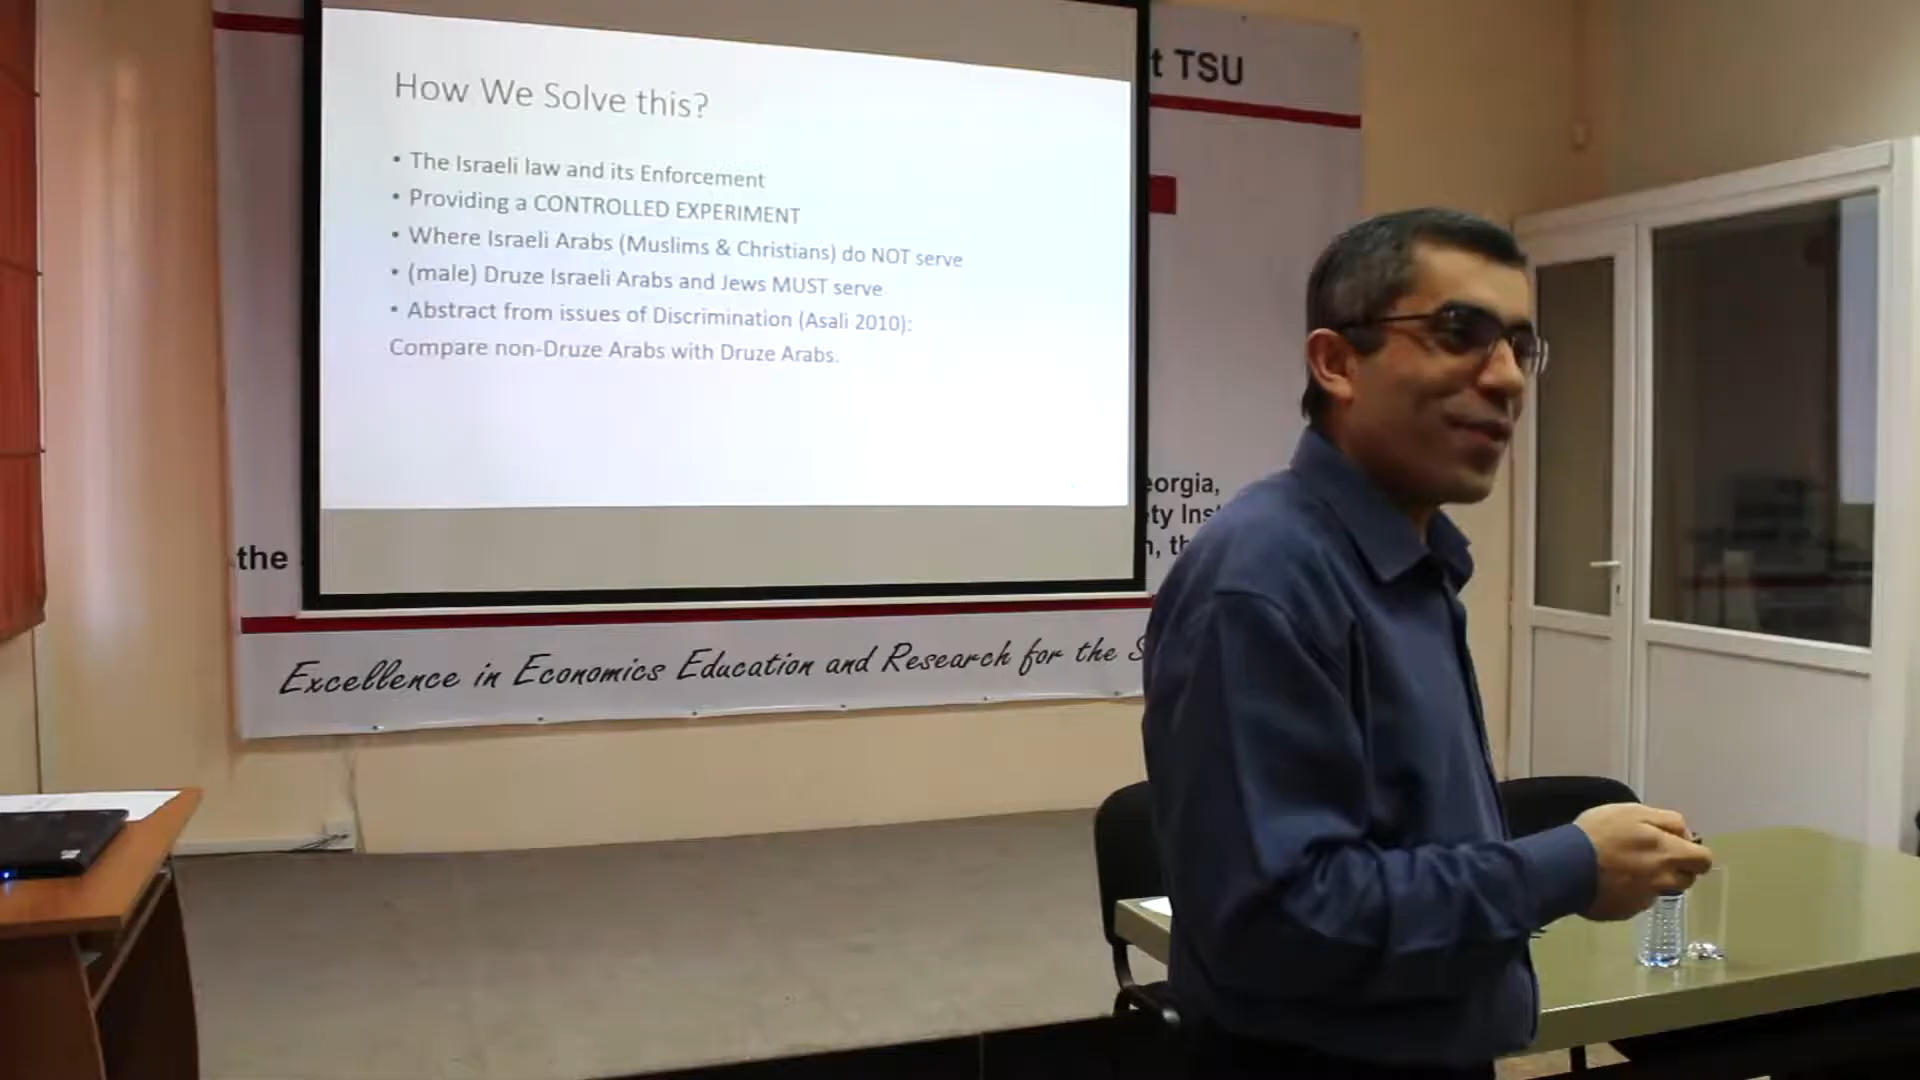 t TSU
How We Solve this?
• The Israeli law and its Enforcement
• Providing a CONTROLLED EXPERIMENT
• Where Israeli Arabs (Muslims & Christians) do NOT serve
• (male) Druze Israeli Arabs and Jews MUST serve
• Abstract from issues of Discrimination (Asali 2010):
Compare non-Druze Arabs with Druze Arabs.
eorgia,
ty Inst
n, th
the
Excellence in Economics Education and Research for the S